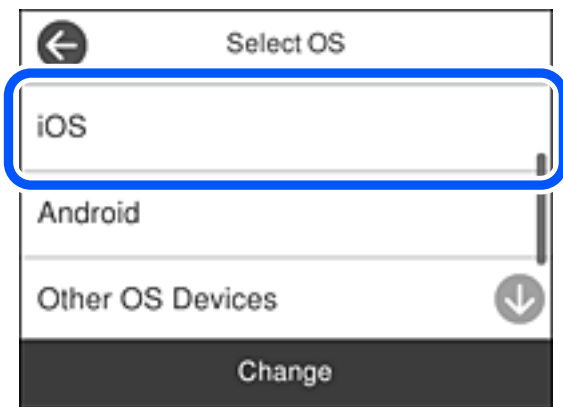 Select OS
iOS
Android
Other OS Devices
Change